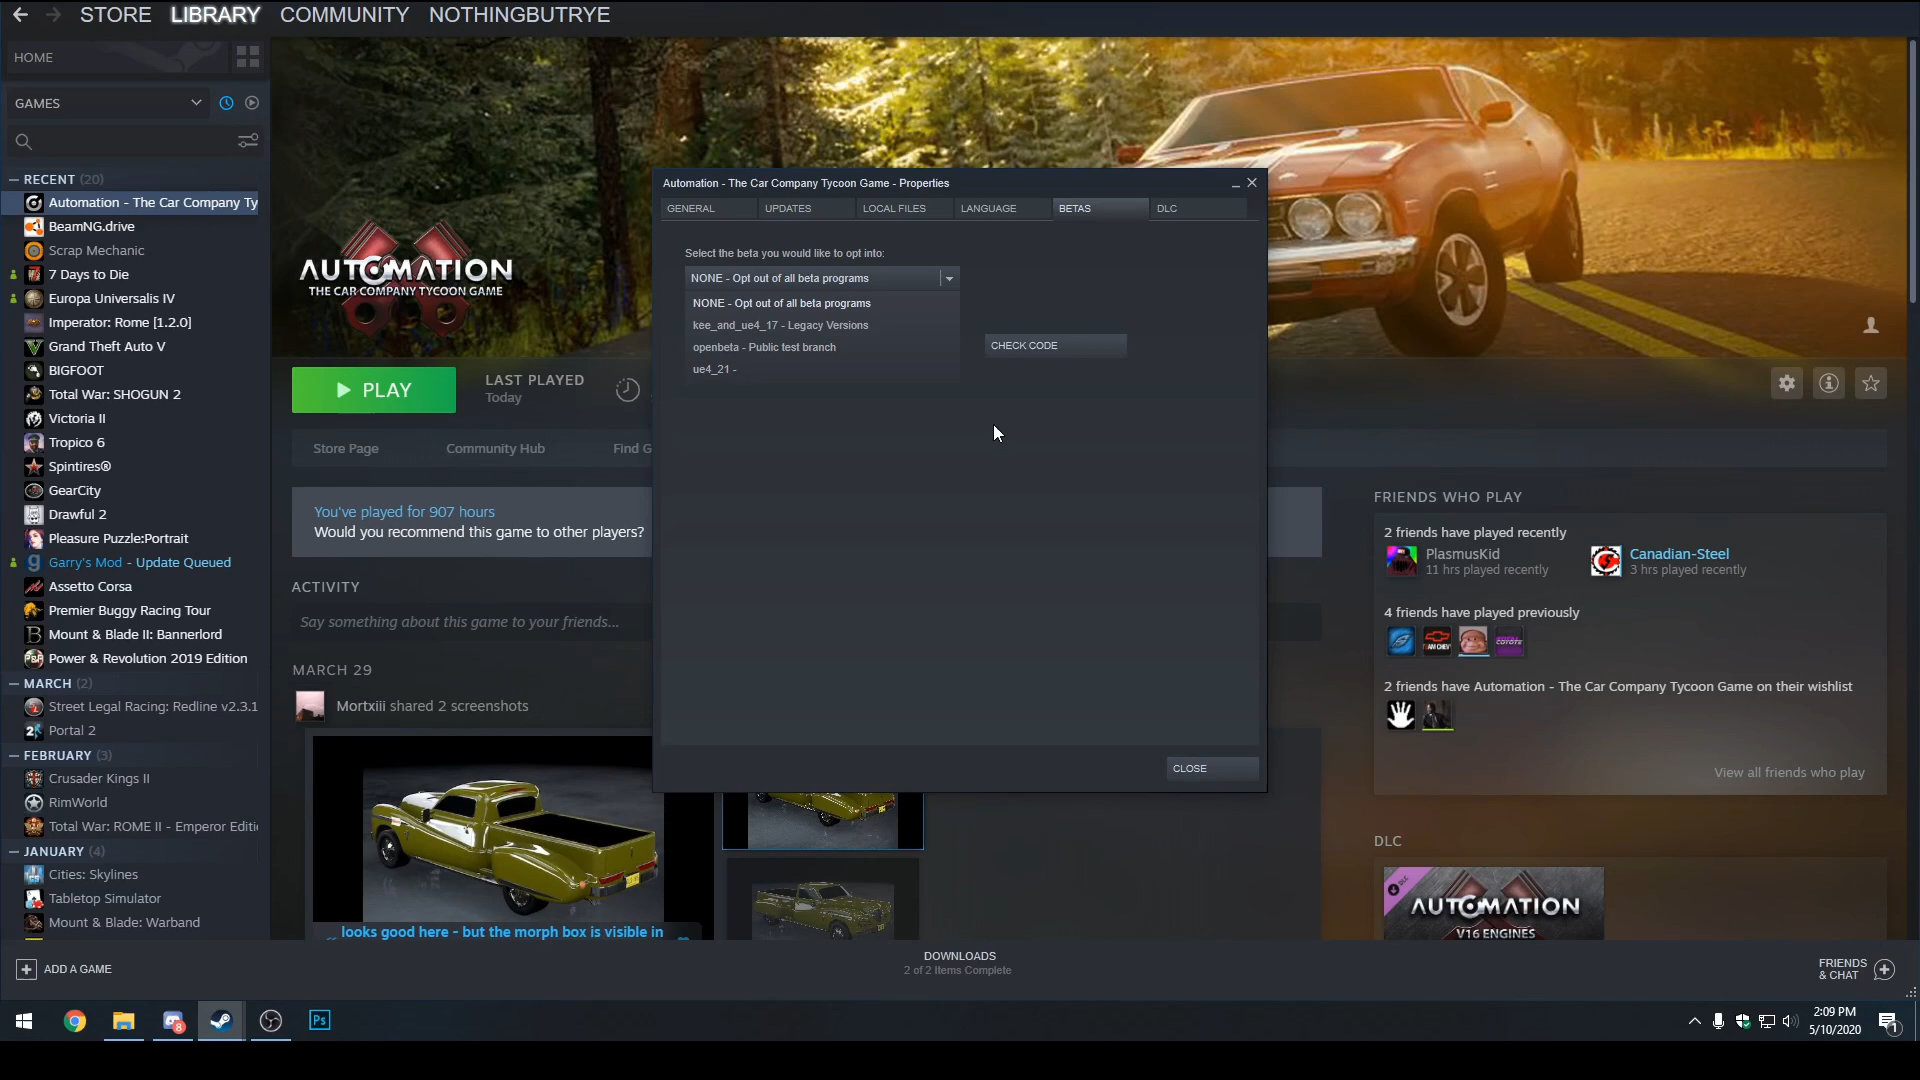 STORE LIBRARY COMMUNITY NOTHINGBUTRYE
HOME
GAMES
RECENT (20)
Automation - The Car Company Ty
BeamNG.drive
Scrap Mechanic
7 Days to Die
Europa Universalis IV
Imperator: Rome [1.2.0]
Grand Theft Auto V
BIGFOOT
Total War: SHOGUN 2
Victoria II
Tropico 6
Spintires®
GearCity
Drawful 2
Pleasure Puzzle:Portrait
Garry's Mod - Update Queued
Assetto Corsa
Premier Buggy Racing Tour
Mount & Blade II: Bannerlord
Power & Revolution 2019 Edition
MARCH (2)
Street Legal Racing: Redline v2.3.1
Portal 2
FEBRUARY (3)
Crusader Kings II
RimWorld
Total War: ROME II - Emperor Editi
JANUARY (4)
Cities: Skylines
Tabletop Simulator
Mount & Blade: Warband
AUTOMATION
THE CAR COMPANY TYCOON GAME
PLAY
LAST PLAYED
Today
Store Page Community Hub Find G
You've played for 907 hours
Would you recommend this game to other players?
ACTIVITY
Say something about this game to your friends...
MARCH 29
Mortxiii shared 2 screenshots
looks good here - but the morph box is visible in
Automation - The Car Company Tycoon Game - Properties
GENERAL UPDATES LOCAL FILES LANGUAGE BETAS DLC
Select the beta you would like to opt into:
NONE - Opt out of all beta programs
NONE - Opt out of all beta programs
kee_and_ue4_17 - Legacy Versions
openbeta - Public test branch
ue4_21 -
CHECK CODE
CLOSE
FRIENDS WHO PLAY
2 friends have played recently
PlasmusKid
11 hrs played recently
Canadian-Steel
3 hrs played recently
4 friends have played previously
2 friends have Automation - The Car Company Tycoon Game on their wishlist
View all friends who play
DLC
DLC
AUTOMATION
V16 ENGINES
ADD A GAME
DOWNLOADS
2 of 2 Items Complete
FRIENDS
& CHAT
8
Ps
2:09 PM
5/10/2020
1